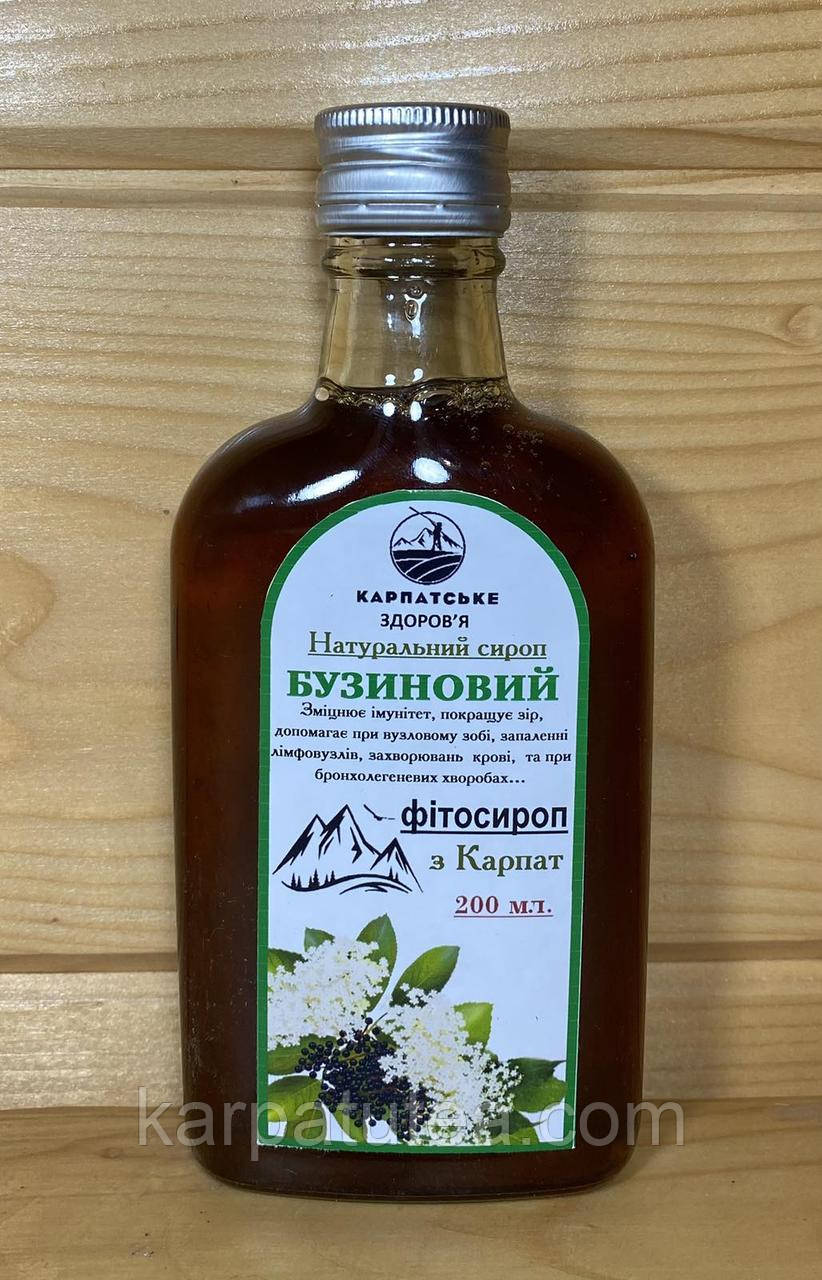 КАРПАТСЬКЕ
ЗДОРОВ'Я
Натуральний сироп
БУЗИНОВИЙ
Зміцнює імунітет, покращує зір,
допомагає при вузловому зобі, запаленні
лімфовузлів, захворювань крові, та при
бронхолегеневих хворобах...
фітосироп
з Карпат
200 мл.
karpatutea.com